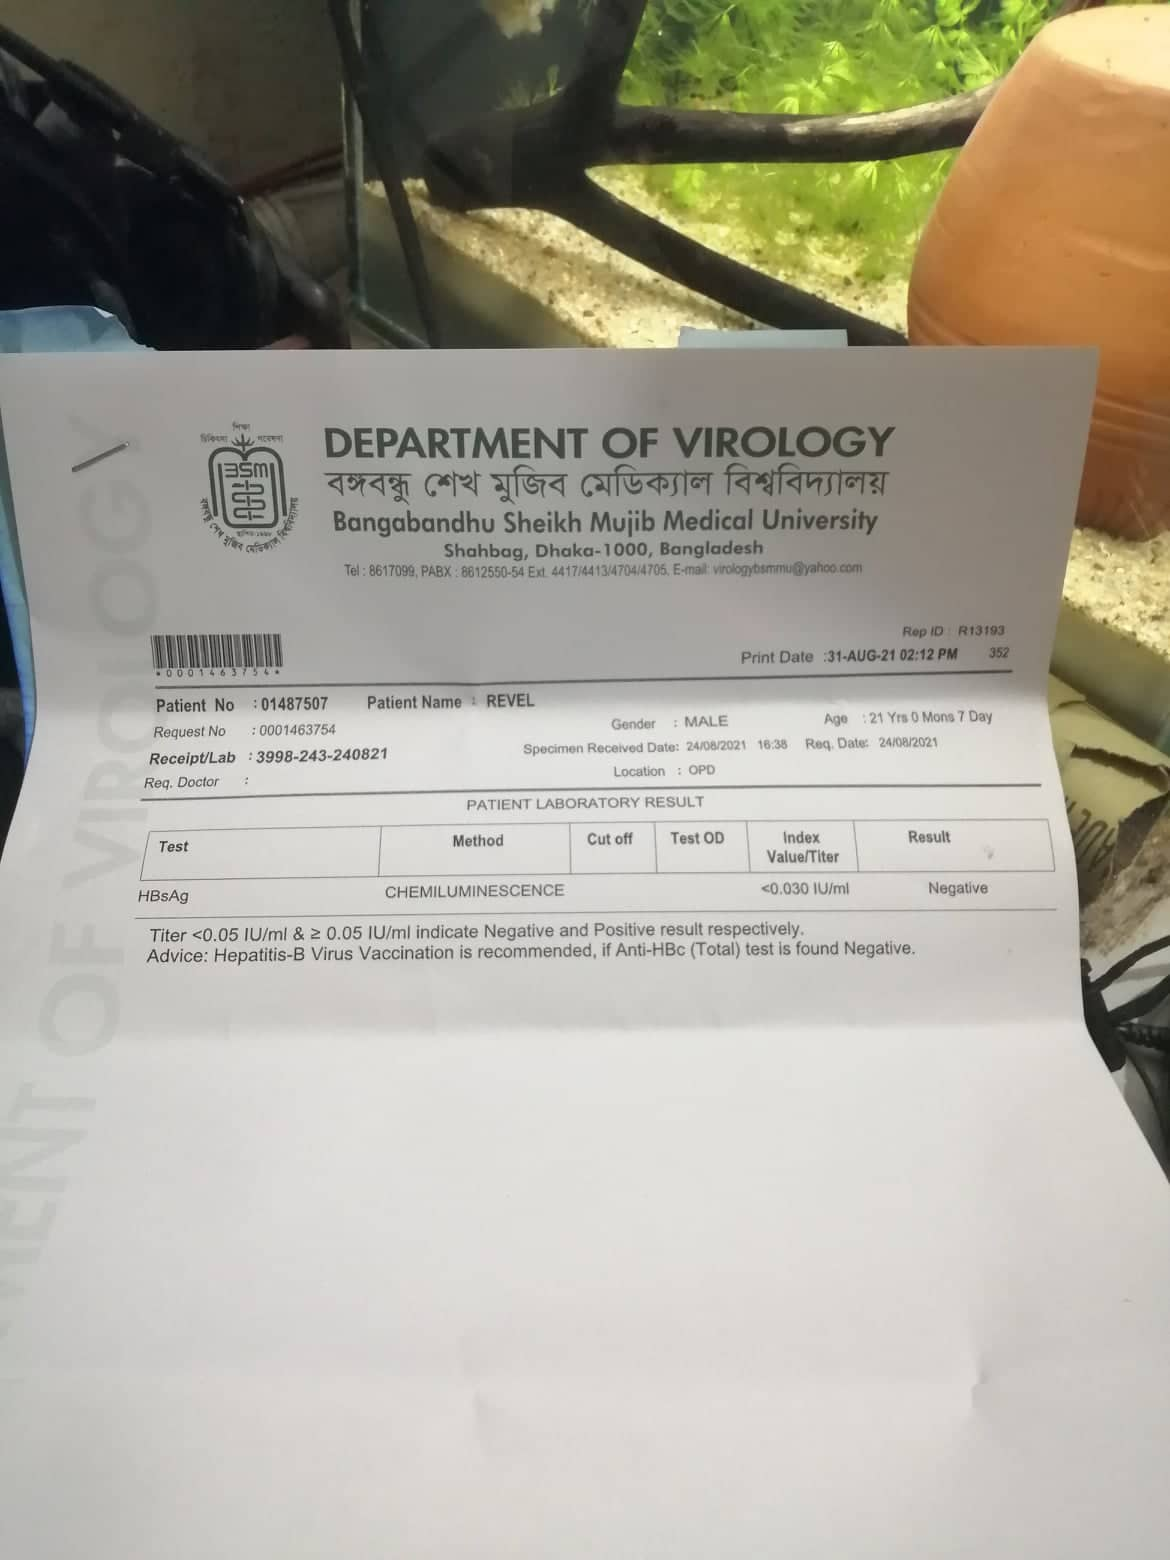 শিক্ষা
চিকিৎসা গবেষণা
BSM
স্থাপিত-১৯৯৮
বঙ্গবন্ধু শেখ মুজিব মেডিক্যাল বিশ্ববিদ্যালয়
DEPARTMENT OF VIROLOGY
বঙ্গবন্ধু শেখ মুজিব মেডিক্যাল বিশ্ববিদ্যালয়
Bangabandhu Sheikh Mujib Medical University
Shahbag, Dhaka-1000, Bangladesh
Tel : 8617099, PABX : 8612550-54 Ext. 4417/4413/4704/4705, E-mail: virologybsmmu@yahoo.com
Rep ID : R13193
*0001463754*
Print Date :31-AUG-21 02:12 PM 352
Patient No : 01487507 Patient Name : REVEL
Request No : 0001463754 Gender : MALE Age : 21 Yrs 0 Mons 7 Day
Receipt/Lab : 3998-243-240821 Specimen Received Date: 24/08/2021 16:38 Req. Date: 24/08/2021
Req. Doctor : Location : OPD
PATIENT LABORATORY RESULT
Test Method Cut off Test OD Index Value/Titer Result
HBsAg CHEMILUMINESCENCE <0.030 IU/ml Negative
Titer <0.05 IU/ml & ≥ 0.05 IU/ml indicate Negative and Positive result respectively.
Advice: Hepatitis-B Virus Vaccination is recommended, if Anti-HBc (Total) test is found Negative.
MENT OF VIROLOGY